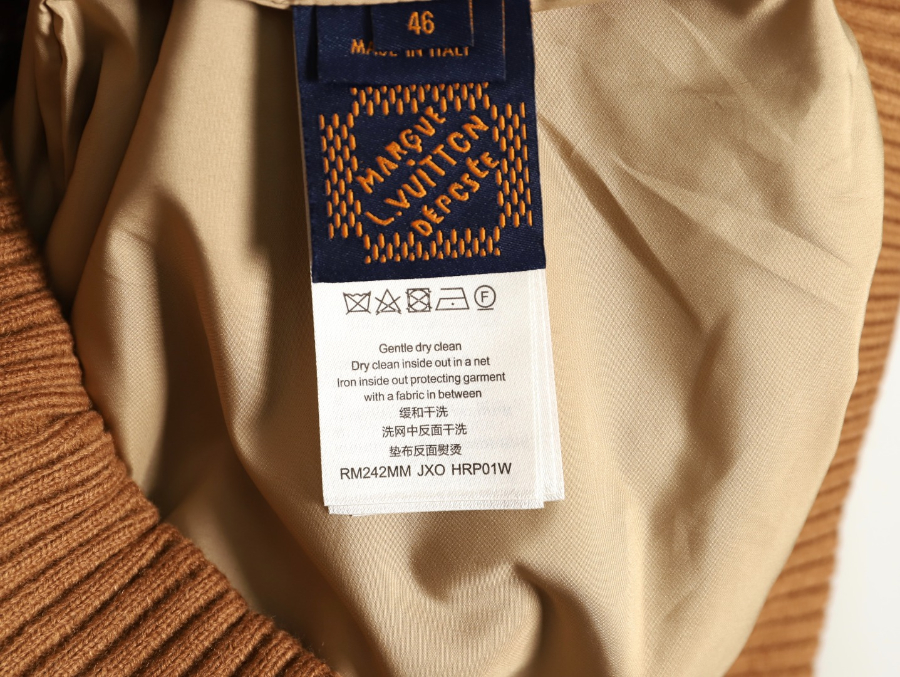 46
MADE IN ITALY
MARQUE
L.VUITTON
DÉPOSÉE
F
Gentle dry clean
Dry clean inside out in a net
Iron inside out protecting garment
with a fabric in between
缓和干洗
洗网中反面干洗
垫布反面熨烫
RM242MM JXO HRP01W